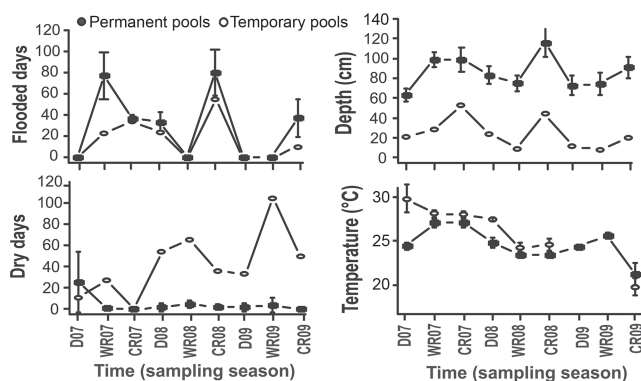 Permanent pools Temporary pools
Flooded days
120
100
80
60
40
20
0
Depth (cm)
120
100
80
60
40
20
0
Dry days
120
100
80
60
40
20
0
D07 WR07 CR07 D08 WR08 CR08 D09 WR09 CR09
Time (sampling season)
Temperature (°C)
30
25
20
D07 WR07 CR07 D08 WR08 CR08 D09 WR09 CR09
Time (sampling season)